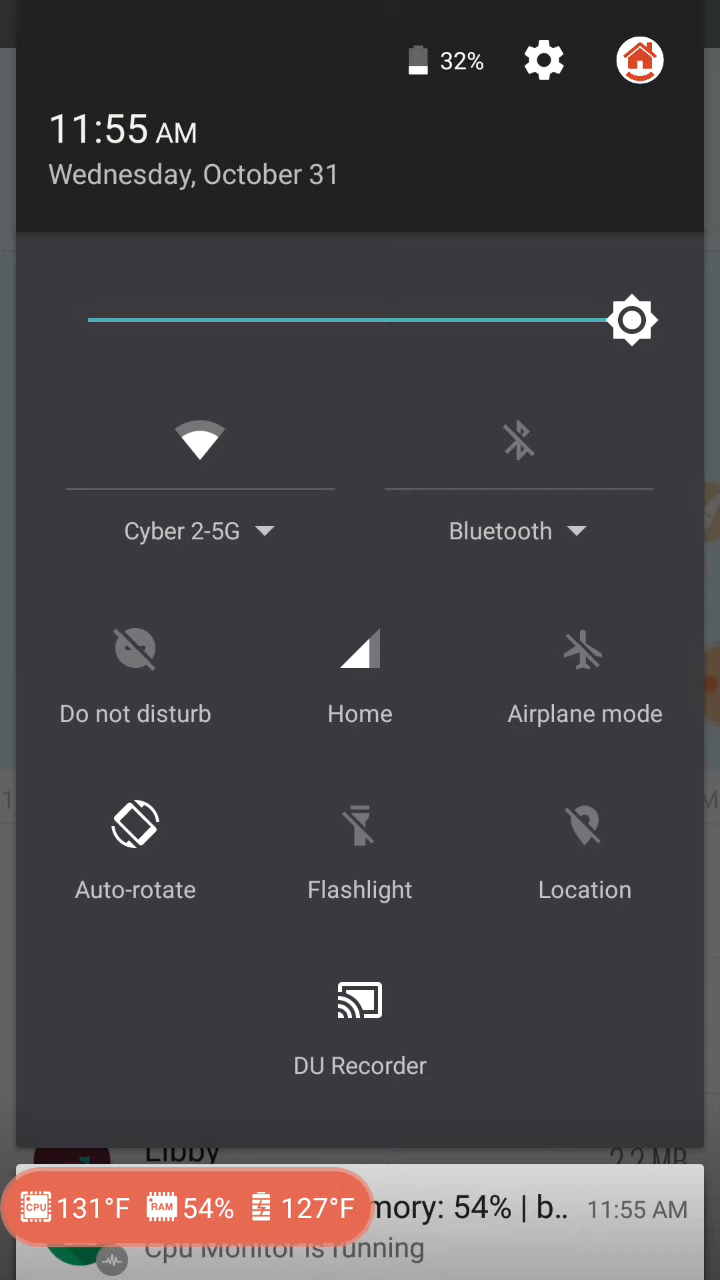 32%
11:55 AM
Wednesday, October 31
Cyber 2-5G
Bluetooth
Do not disturb
Home
Airplane mode
Auto-rotate
Flashlight
Location
DU Recorder
Libby
2.2 MB
CPU 131°F RAM 54% 127°F
mory: 54% | b.. 11:55 AM
Cpu Monitor is running